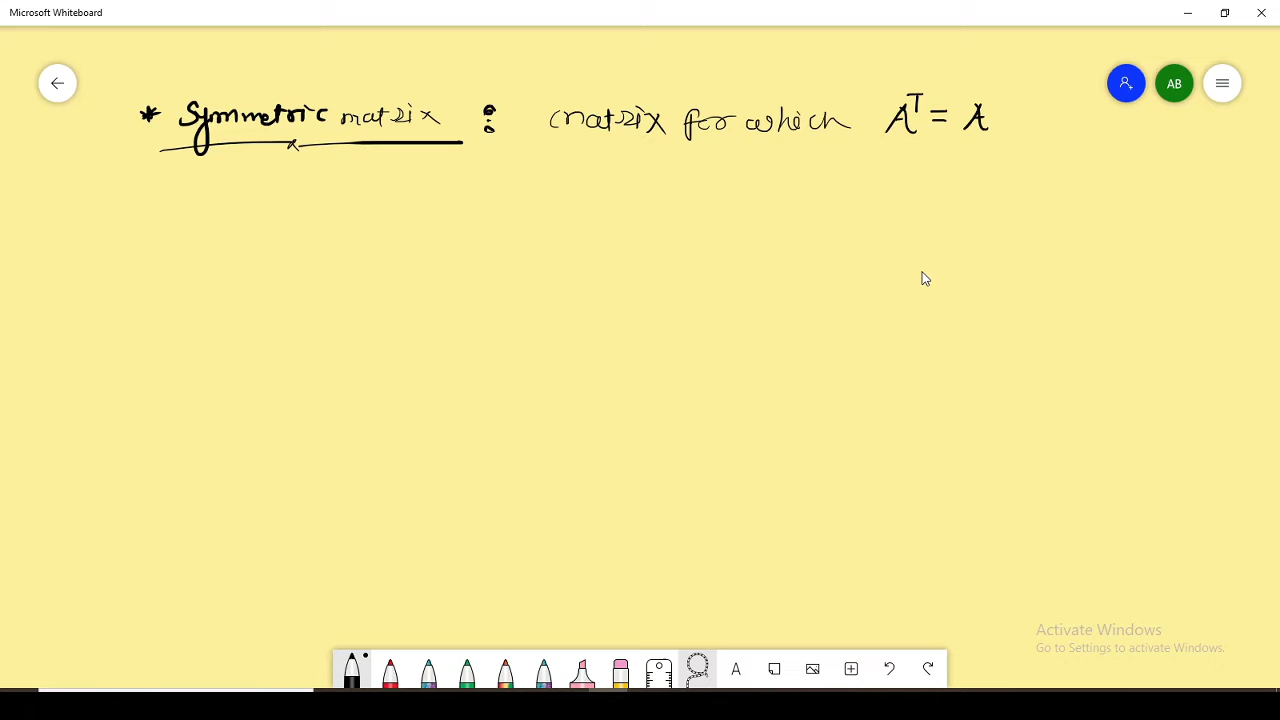 Microsoft Whiteboard
AB
* Symmetric matrix : matrix for which Aᵀ = A
Activate Windows
Go to Settings to activate Windows.
A